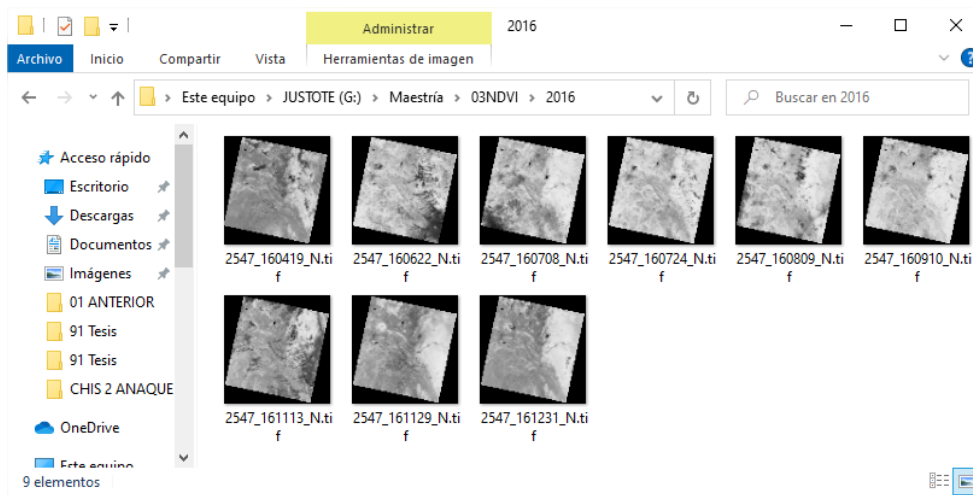 Administrar
2016
Archivo
Inicio
Compartir
Vista
Herramientas de imagen
Este equipo > JUSTOTE (G:) > Maestría > 03NDVI > 2016
Buscar en 2016
Acceso rápido
Escritorio
Descargas
Documentos
Imágenes
01 ANTERIOR
91 Tesis
91 Tesis
CHIS 2 ANAQUE
OneDrive
Este equipo
2547_160419_N.ti
f
2547_160622_N.ti
f
2547_160708_N.ti
f
2547_160724_N.ti
f
2547_160809_N.ti
f
2547_160910_N.ti
f
2547_161113_N.ti
f
2547_161129_N.ti
f
2547_161231_N.ti
f
9 elementos